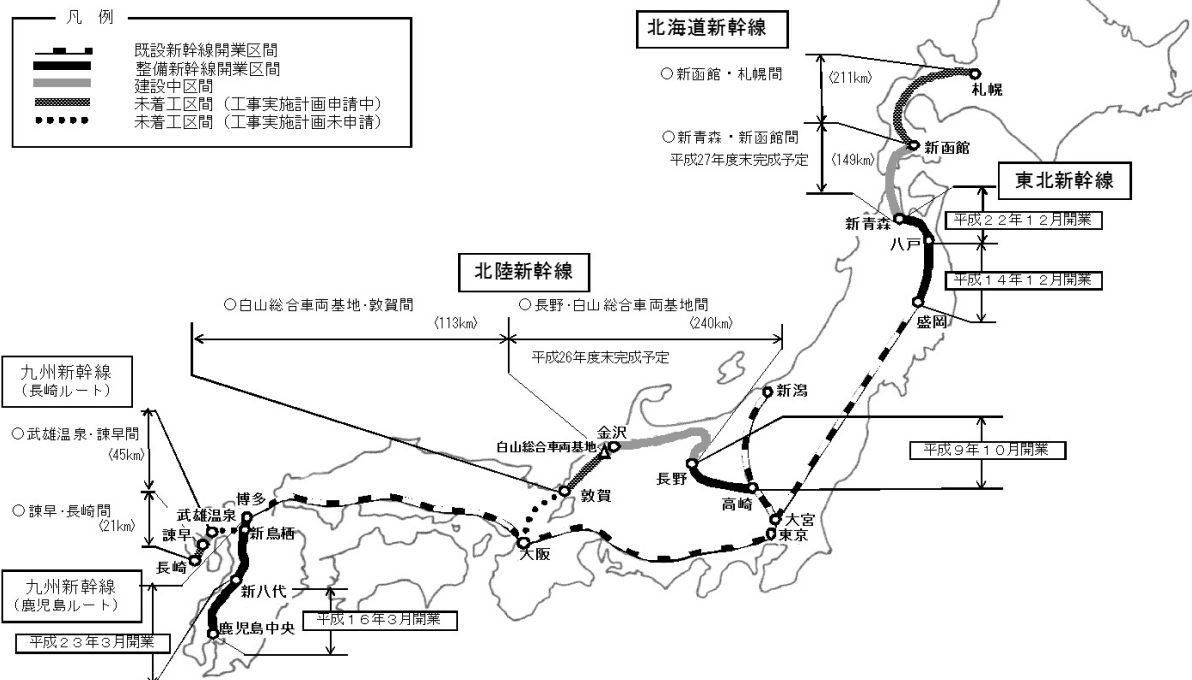 凡 例
既設新幹線開業区間
整備新幹線開業区間
建設中区間
未着工区間（工事実施計画申請中）
未着工区間（工事実施計画未申請）
北海道新幹線
○新函館・札幌間
〈211km〉
札幌
○新青森・新函館間
平成27年度末完成予定
〈149km〉
新函館
東北新幹線
新青森
平成22年12月開業
八戸
平成14年12月開業
盛岡
北陸新幹線
○白山総合車両基地・敦賀間
〈113km〉
○長野・白山総合車両基地間
〈240km〉
平成26年度末完成予定
九州新幹線
（長崎ルート）
○武雄温泉・諫早間
〈45km〉
○諫早・長崎間
〈21km〉
新潟
金沢
白山総合車両基地
長野
平成9年10月開業
高崎
敦賀
大宮
東京
大阪
博多
武雄温泉
新鳥栖
諫早
長崎
九州新幹線
（鹿児島ルート）
新八代
平成16年3月開業
鹿児島中央
平成23年3月開業